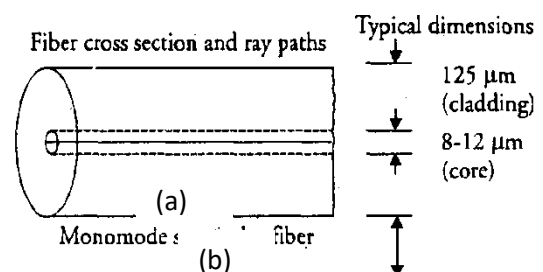 Typical dimensions
Fiber cross section and ray paths
125 μm
(cladding)
8-12 μm
(core)
(a)
Monomode s fiber
(b)